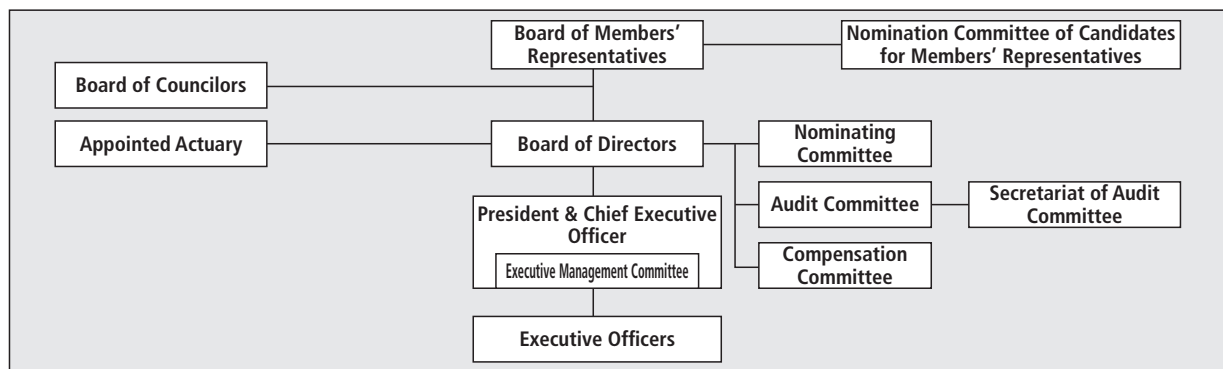 Board of Members’
Representatives
Nomination Committee of Candidates
for Members’ Representatives
Board of Councilors
Appointed Actuary
Board of Directors
Nominating
Committee
Audit Committee
Secretariat of Audit
Committee
Compensation
Committee
President & Chief Executive
Officer
Executive Management Committee
Executive Officers